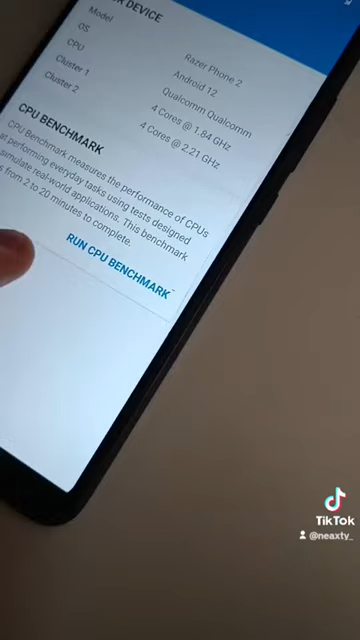 R DEVICE
Model Razer Phone 2
OS Android 12
CPU Qualcomm Qualcomm
Cluster 1 4 Cores @ 1.84 GHz
Cluster 2 4 Cores @ 2.21 GHz
CPU BENCHMARK
CPU Benchmark measures the performance of CPUs
at performing everyday tasks using tests designed
simulate real-world applications. This benchmark
s from 2 to 20 minutes to complete.
RUN CPU BENCHMARK
TikTok
@neaxty_